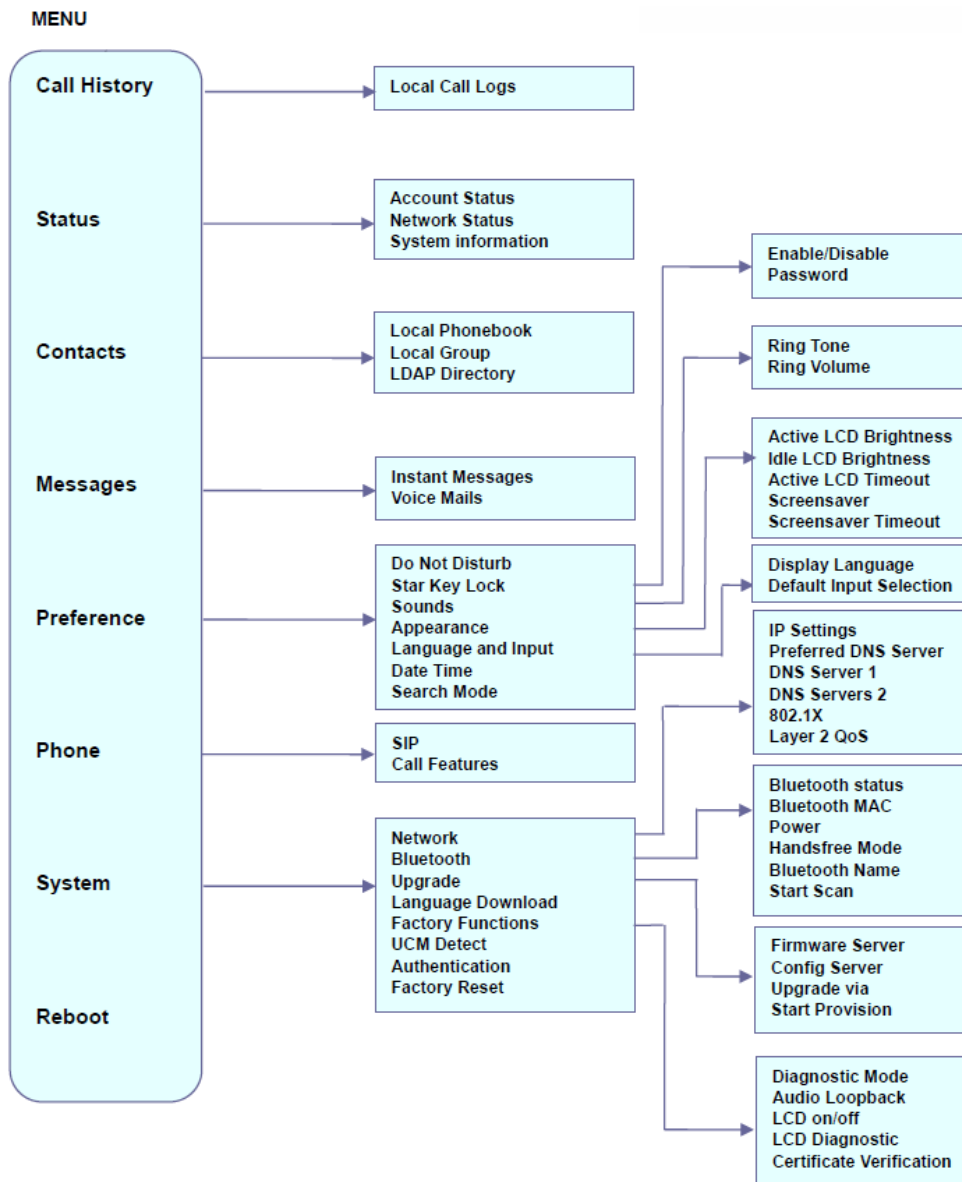 MENU
Call History
Local Call Logs
Status
Account Status
Network Status
System information
Enable/Disable
Password
Contacts
Local Phonebook
Local Group
LDAP Directory
Ring Tone
Ring Volume
Messages
Instant Messages
Voice Mails
Active LCD Brightness
Idle LCD Brightness
Active LCD Timeout
Screensaver
Screensaver Timeout
Preference
Do Not Disturb
Star Key Lock
Sounds
Appearance
Language and Input
Date Time
Search Mode
Display Language
Default Input Selection
IP Settings
Preferred DNS Server
DNS Server 1
DNS Servers 2
802.1X
Layer 2 QoS
Phone
SIP
Call Features
System
Network
Bluetooth
Upgrade
Language Download
Factory Functions
UCM Detect
Authentication
Factory Reset
Bluetooth status
Bluetooth MAC
Power
Handsfree Mode
Bluetooth Name
Start Scan
Firmware Server
Config Server
Upgrade via
Start Provision
Reboot
Diagnostic Mode
Audio Loopback
LCD on/off
LCD Diagnostic
Certificate Verification